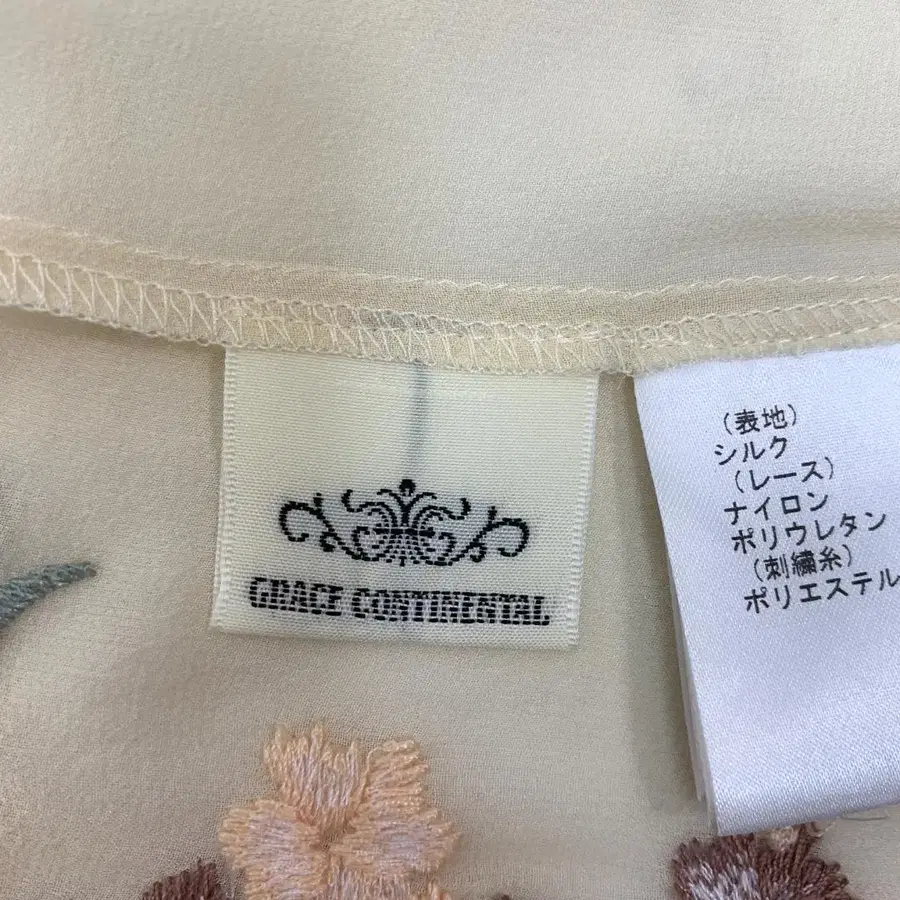 GRACE CONTINENTAL
(表地)
シルク
(レース)
ナイロン
ポリウレタン
(刺繍糸)
ポリエステル